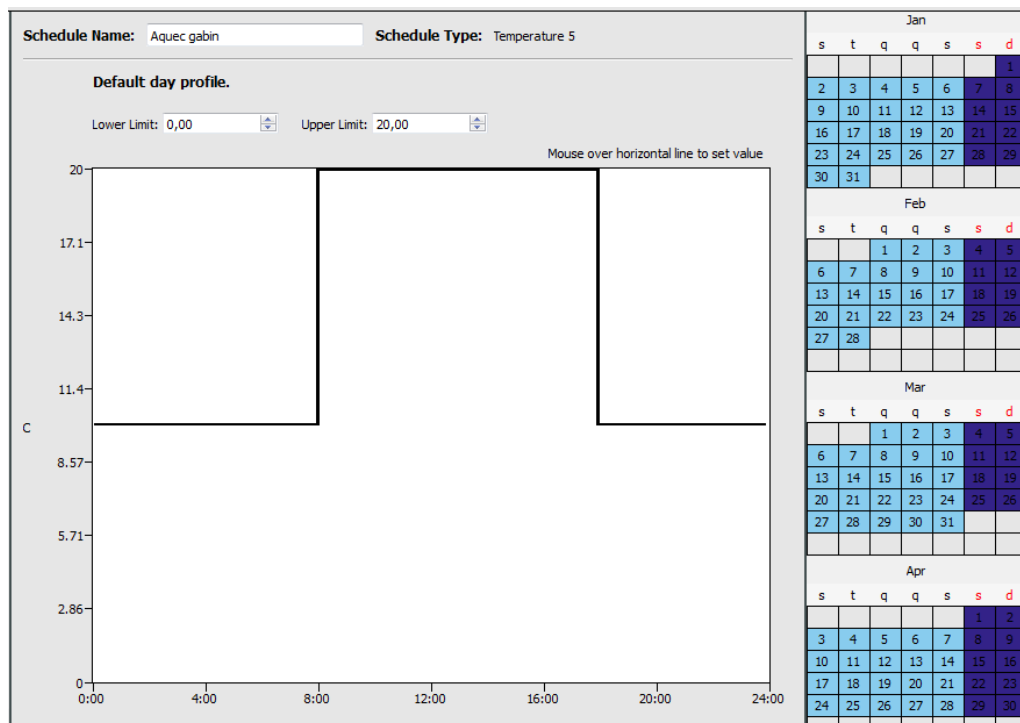 Schedule Name: Aquec gabin Schedule Type: Temperature 5
Default day profile.
Lower Limit: 0,00 Upper Limit: 20,00
Mouse over horizontal line to set value
20
17.1
14.3
11.4
C
8.57
5.71
2.86
0
0:00 4:00 8:00 12:00 16:00 20:00 24:00
Jan
s t q q s s d
1
2 3 4 5 6 7 8
9 10 11 12 13 14 15
16 17 18 19 20 21 22
23 24 25 26 27 28 29
30 31
Feb
s t q q s s d
1 2 3 4 5
6 7 8 9 10 11 12
13 14 15 16 17 18 19
20 21 22 23 24 25 26
27 28
Mar
s t q q s s d
1 2 3 4 5
6 7 8 9 10 11 12
13 14 15 16 17 18 19
20 21 22 23 24 25 26
27 28 29 30 31
Apr
s t q q s s d
1 2
3 4 5 6 7 8 9
10 11 12 13 14 15 16
17 18 19 20 21 22 23
24 25 26 27 28 29 30